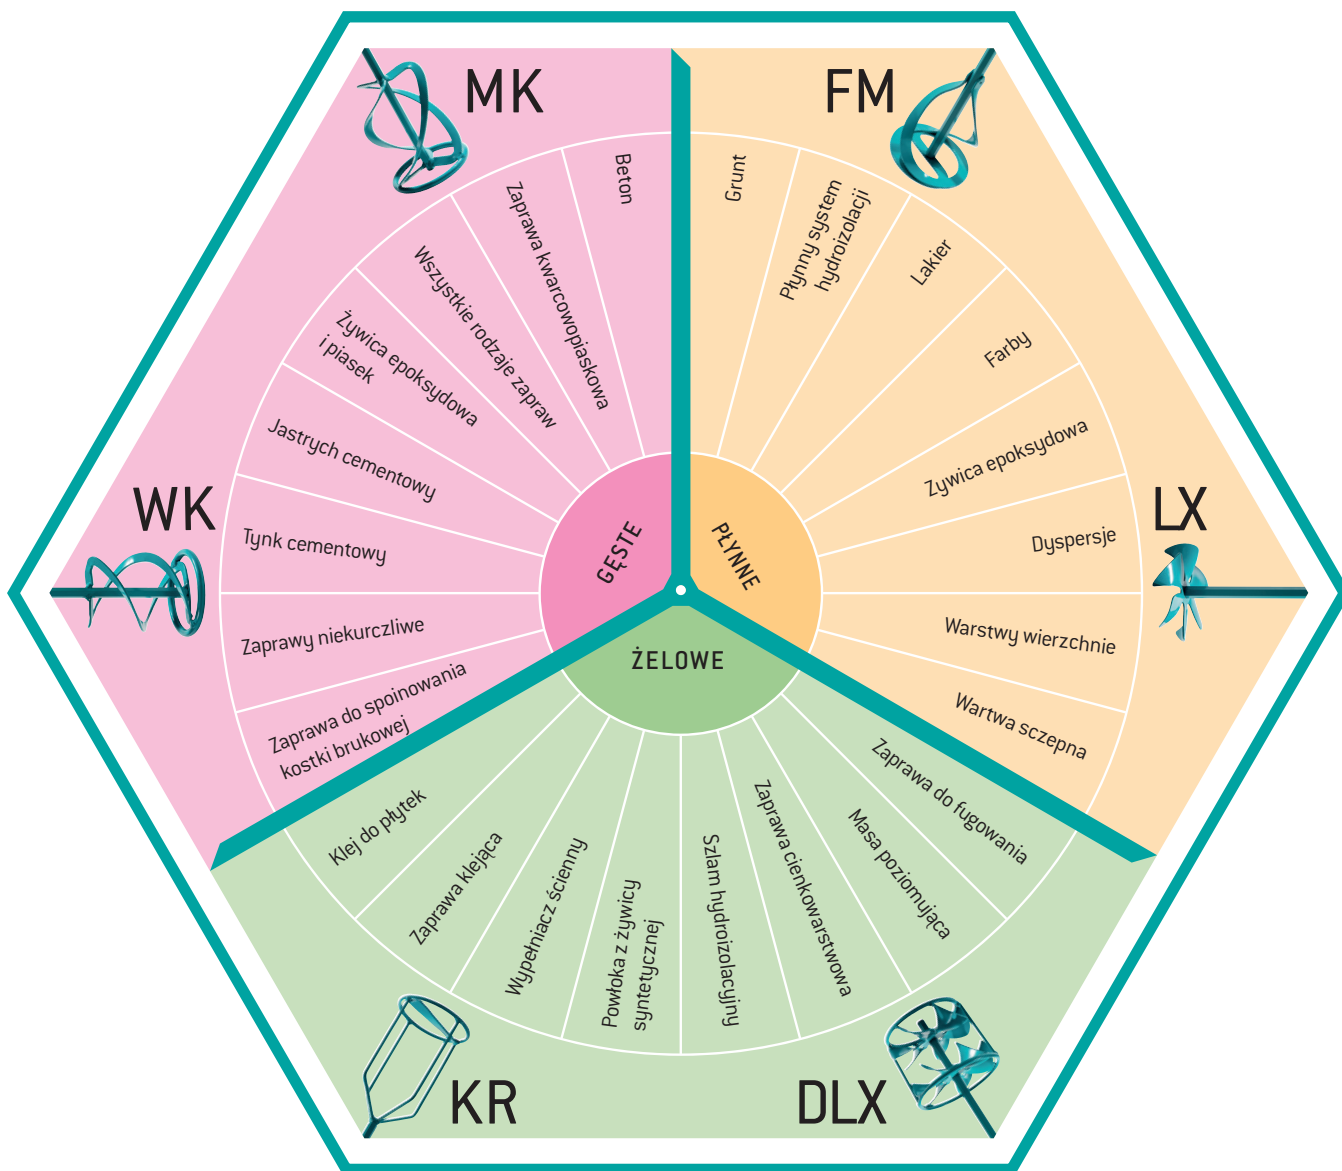 MK
FM
Beton
Zaprawa kwarcowopiaskowa
Wszystkie rodzaje zapraw
Żywica epoksydowa
i piasek
Jastrych cementowy
Tynk cementowy
Zaprawy niekurczliwe
Zaprawa do spoinowania
kostki brukowej
WK
GĘSTE
Grunt
Płynny system
hydroizolacji
Lakier
Farby
Zywica epoksydowa
Dyspersje
Warstwy wierzchnie
Wartwa sczepna
LX
PŁYNNE
ŻELOWE
Klej do płytek
Zaprawa klejąca
Wypełniacz ścienny
Powłoka z żywicy
syntetycznej
Szlam hydroizolacyjny
Zaprawa cienkowarstwowa
Masa poziomująca
Zaprawa do fugowania
KR
DLX